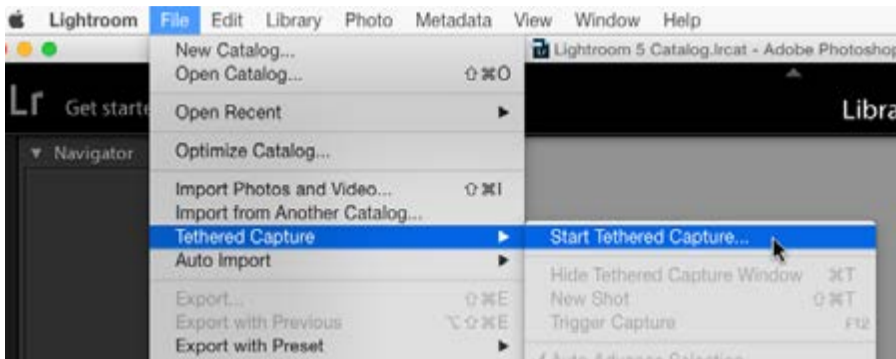 Lightroom File Edit Library Photo Metadata View Window Help
Lightroom 5 Catalog.lrcat - Adobe Photoshop
Lr Get starte
Libra
Navigator
New Catalog...
Open Catalog... ⇧⌘O
Open Recent
Optimize Catalog...
Import Photos and Video... ⇧⌘I
Import from Another Catalog...
Tethered Capture
Auto Import
Export... ⇧⌘E
Export with Previous ⌥⇧⌘E
Export with Preset
Start Tethered Capture...
Hide Tethered Capture Window ⌘T
New Shot ⇧⌘T
Trigger Capture F12
Auto Advance Selection